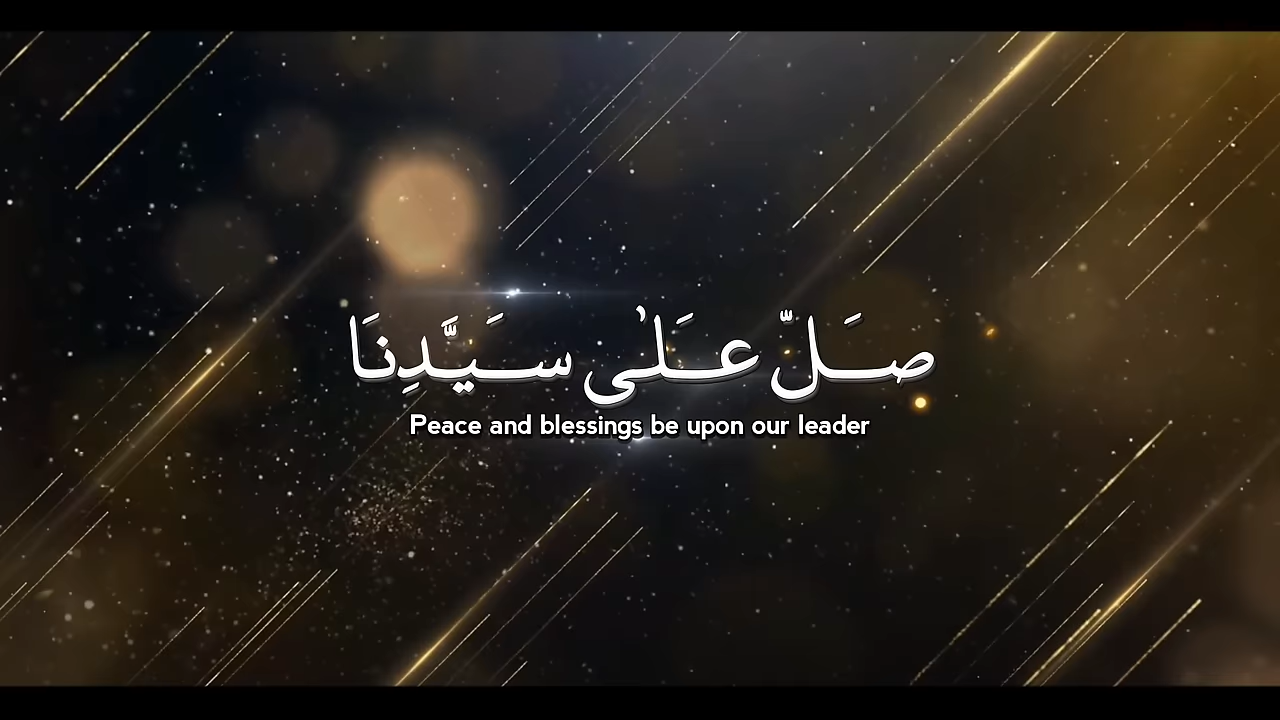 صَلّ عَلٰى سَيَّدِنَا
Peace and blessings be upon our leader